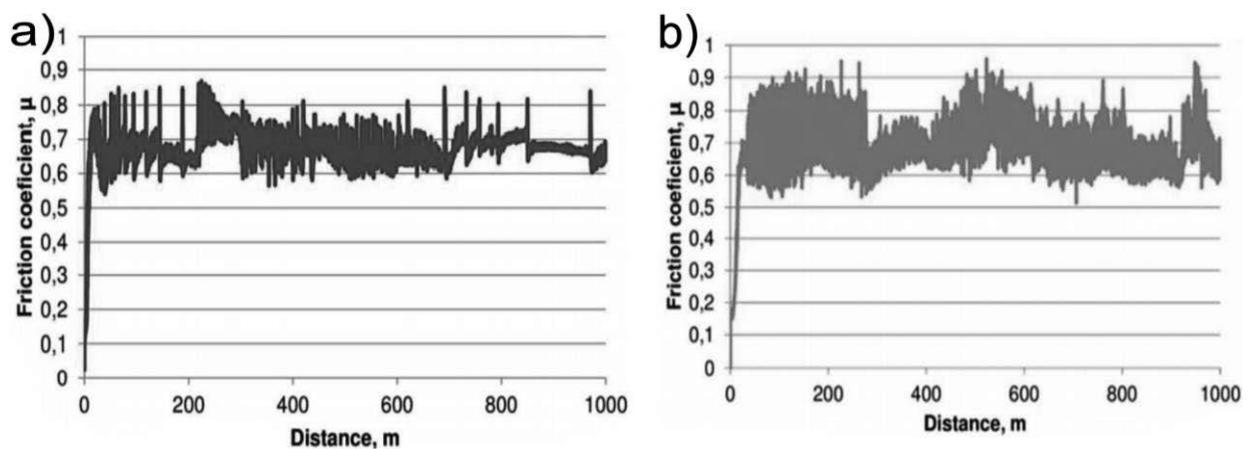 a)
Friction coeficient, µ
1
0,9
0,8
0,7
0,6
0,5
0,4
0,3
0,2
0,1
0
0 200 400 600 800 1000
Distance, m
b)
Friction coeficient, µ
1
0,9
0,8
0,7
0,6
0,5
0,4
0,3
0,2
0,1
0
0 200 400 600 800 1000
Distance, m